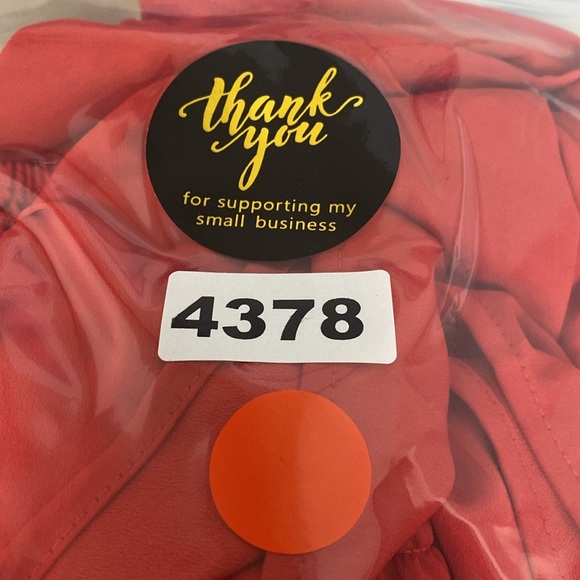 thank
you
for supporting my
small business
4378